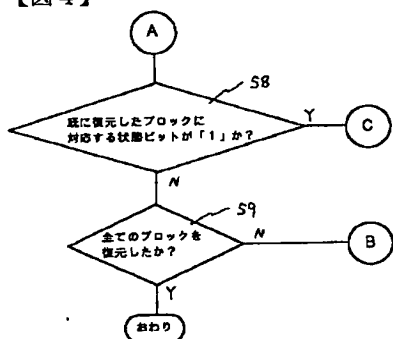 【図4】
A
58
既に復元したブロックに
対応する状態ビットが「1」か?
Y
C
N
59
全てのブロックを
復元したか?
N
B
Y
おわり